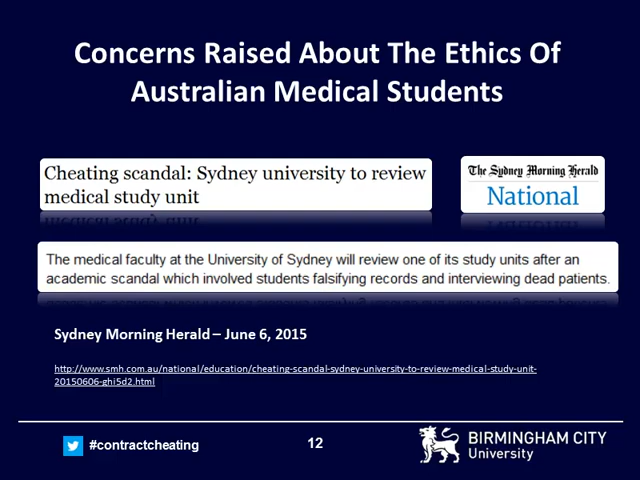 Concerns Raised About The Ethics Of
Australian Medical Students
Cheating scandal: Sydney university to review
medical study unit
The Sydney Morning Herald
National
The medical faculty at the University of Sydney will review one of its study units after an
academic scandal which involved students falsifying records and interviewing dead patients.
Sydney Morning Herald – June 6, 2015
http://www.smh.com.au/national/education/cheating-scandal-sydney-university-to-review-medical-study-unit-
20150606-ghi5d2.html
#contractcheating
12
BIRMINGHAM CITY
University